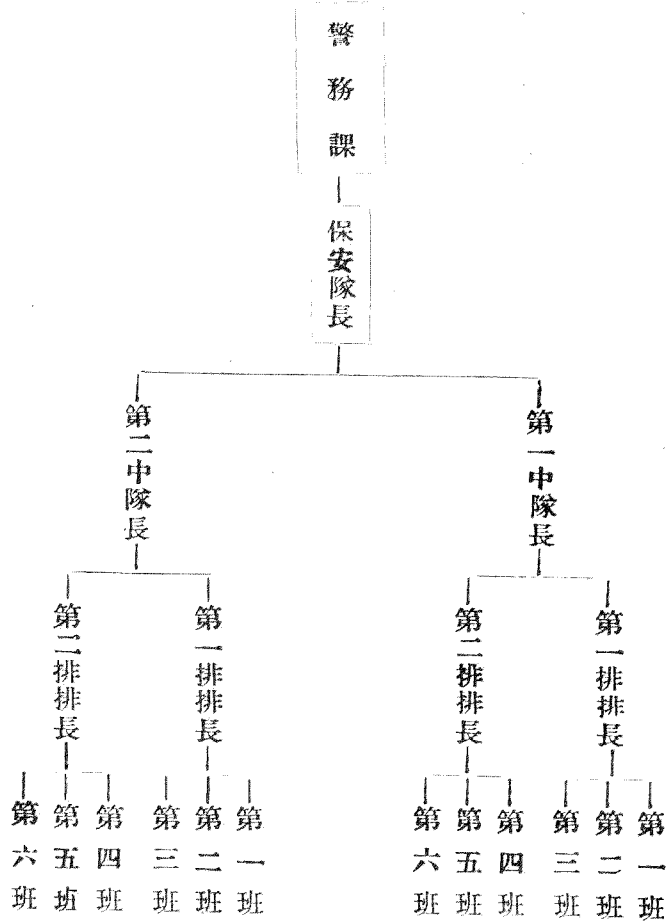 警務課
保安隊長
第一中隊長
第二中隊長
第一排排長
第二排排長
第一排排長
第二排排長
第一班
第二班
第三班
第四班
第五班
第六班
第一班
第二班
第三班
第四班
第五班
第六班